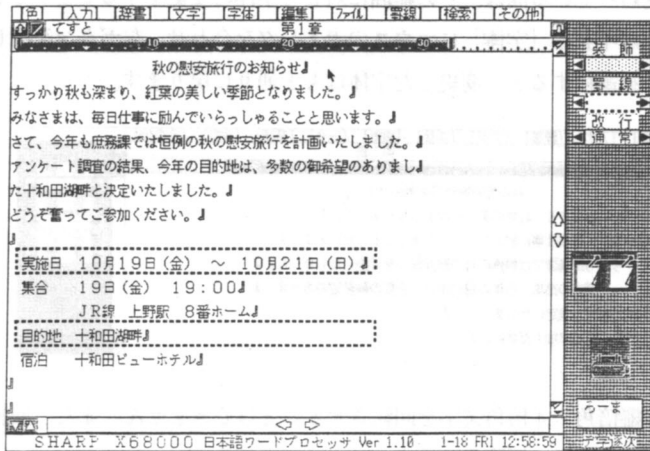 [色] [入力] [辞書] [文字] [字体] [編集] [ファイル] [罫線] [検索] [その他]
てすと 第1章
10 20 30
秋の慰安旅行のお知らせ
すっかり秋も深まり、紅葉の美しい季節となりました。
みなさまは、毎日仕事に励んでいらっしゃることと思います。
さて、今年も庶務課では恒例の秋の慰安旅行を計画いたしました。
アンケート調査の結果、今年の目的地は、多数の御希望のありまし
た十和田湖畔と決定いたしました。
どうぞ奮ってご参加ください。
実施日 10月19日(金) ~ 10月21日(日)
集合 19日(金) 19:00
JR線 上野駅 8番ホーム
目的地 十和田湖畔
宿泊 十和田ビューホテル
装飾
罫線
改行
通常
ろーま
SHARP X68000 日本語ワードプロセッサ Ver 1.10 1-18 FRI 12:58:59